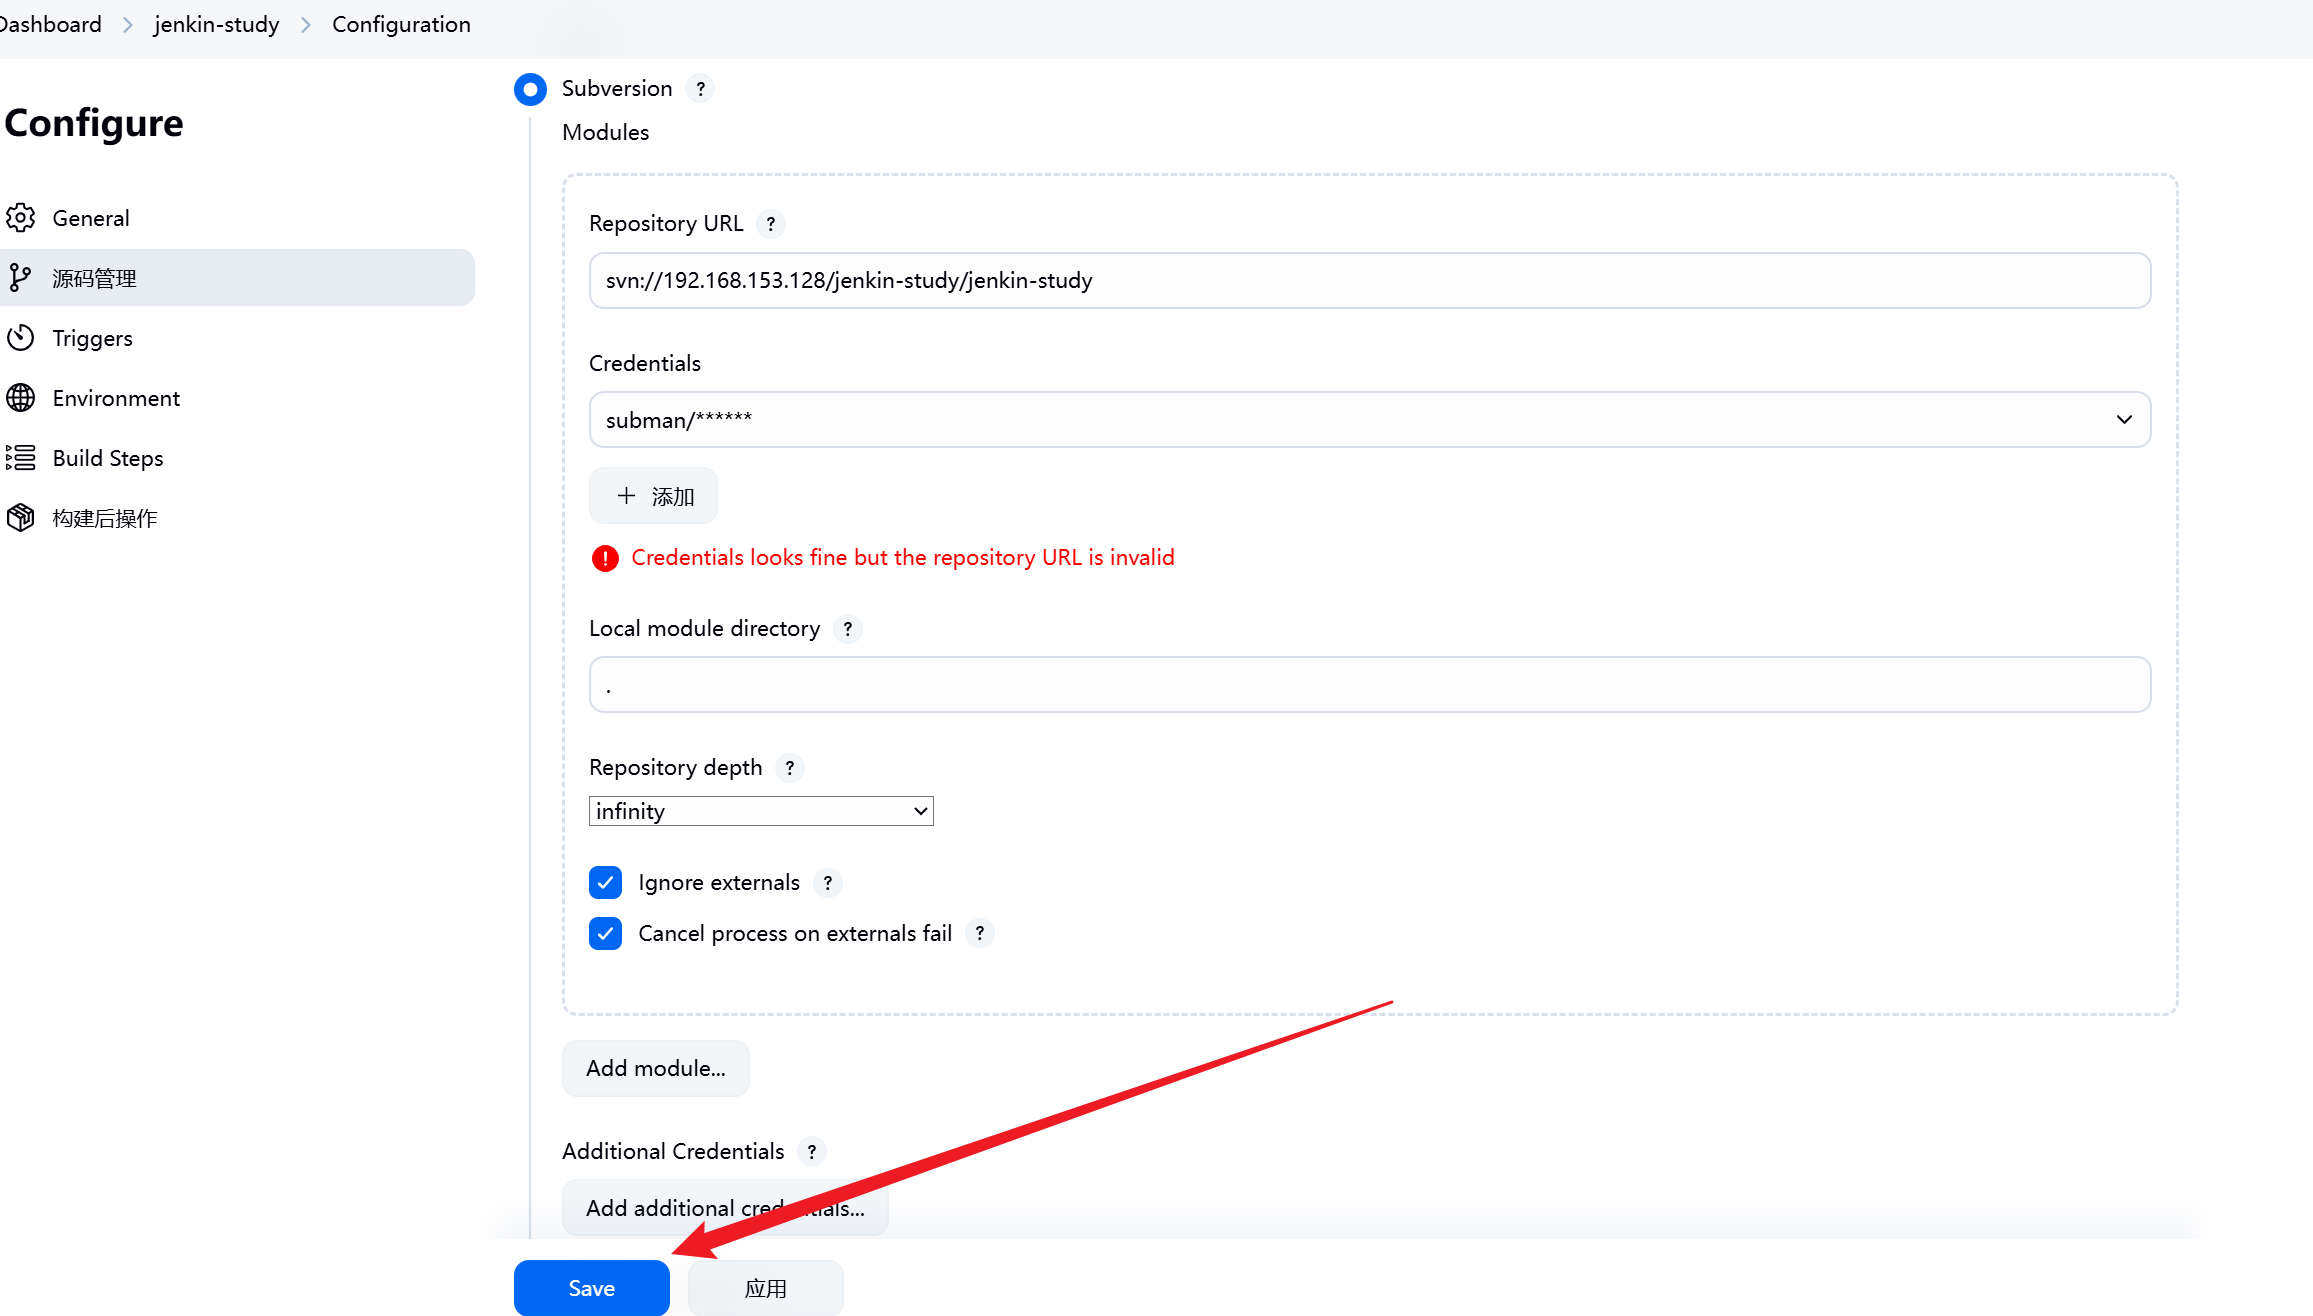 Dashboard > jenkin-study > Configuration
Configure
General
源码管理
Triggers
Environment
Build Steps
构建后操作
Subversion ?
Modules
Repository URL ?
svn://192.168.153.128/jenkin-study/jenkin-study
Credentials
subman/******
+ 添加
! Credentials looks fine but the repository URL is invalid
Local module directory ?
.
Repository depth ?
infinity
Ignore externals ?
Cancel process on externals fail ?
Add module...
Additional Credentials ?
Add additional credentials...
Save
应用